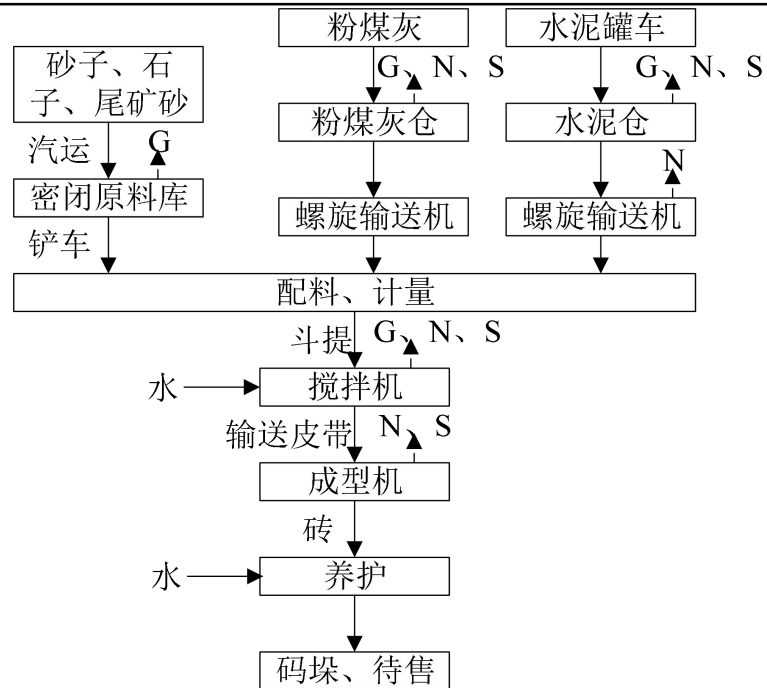 粉煤灰
水泥罐车
砂子、石
子、尾矿砂
G、N、S
G、N、S
粉煤灰仓
水泥仓
汽运
G
N
密闭原料库
螺旋输送机
螺旋输送机
铲车
配料、计量
斗提
G、N、S
水
搅拌机
输送皮带
N、S
成型机
砖
水
养护
码垛、待售